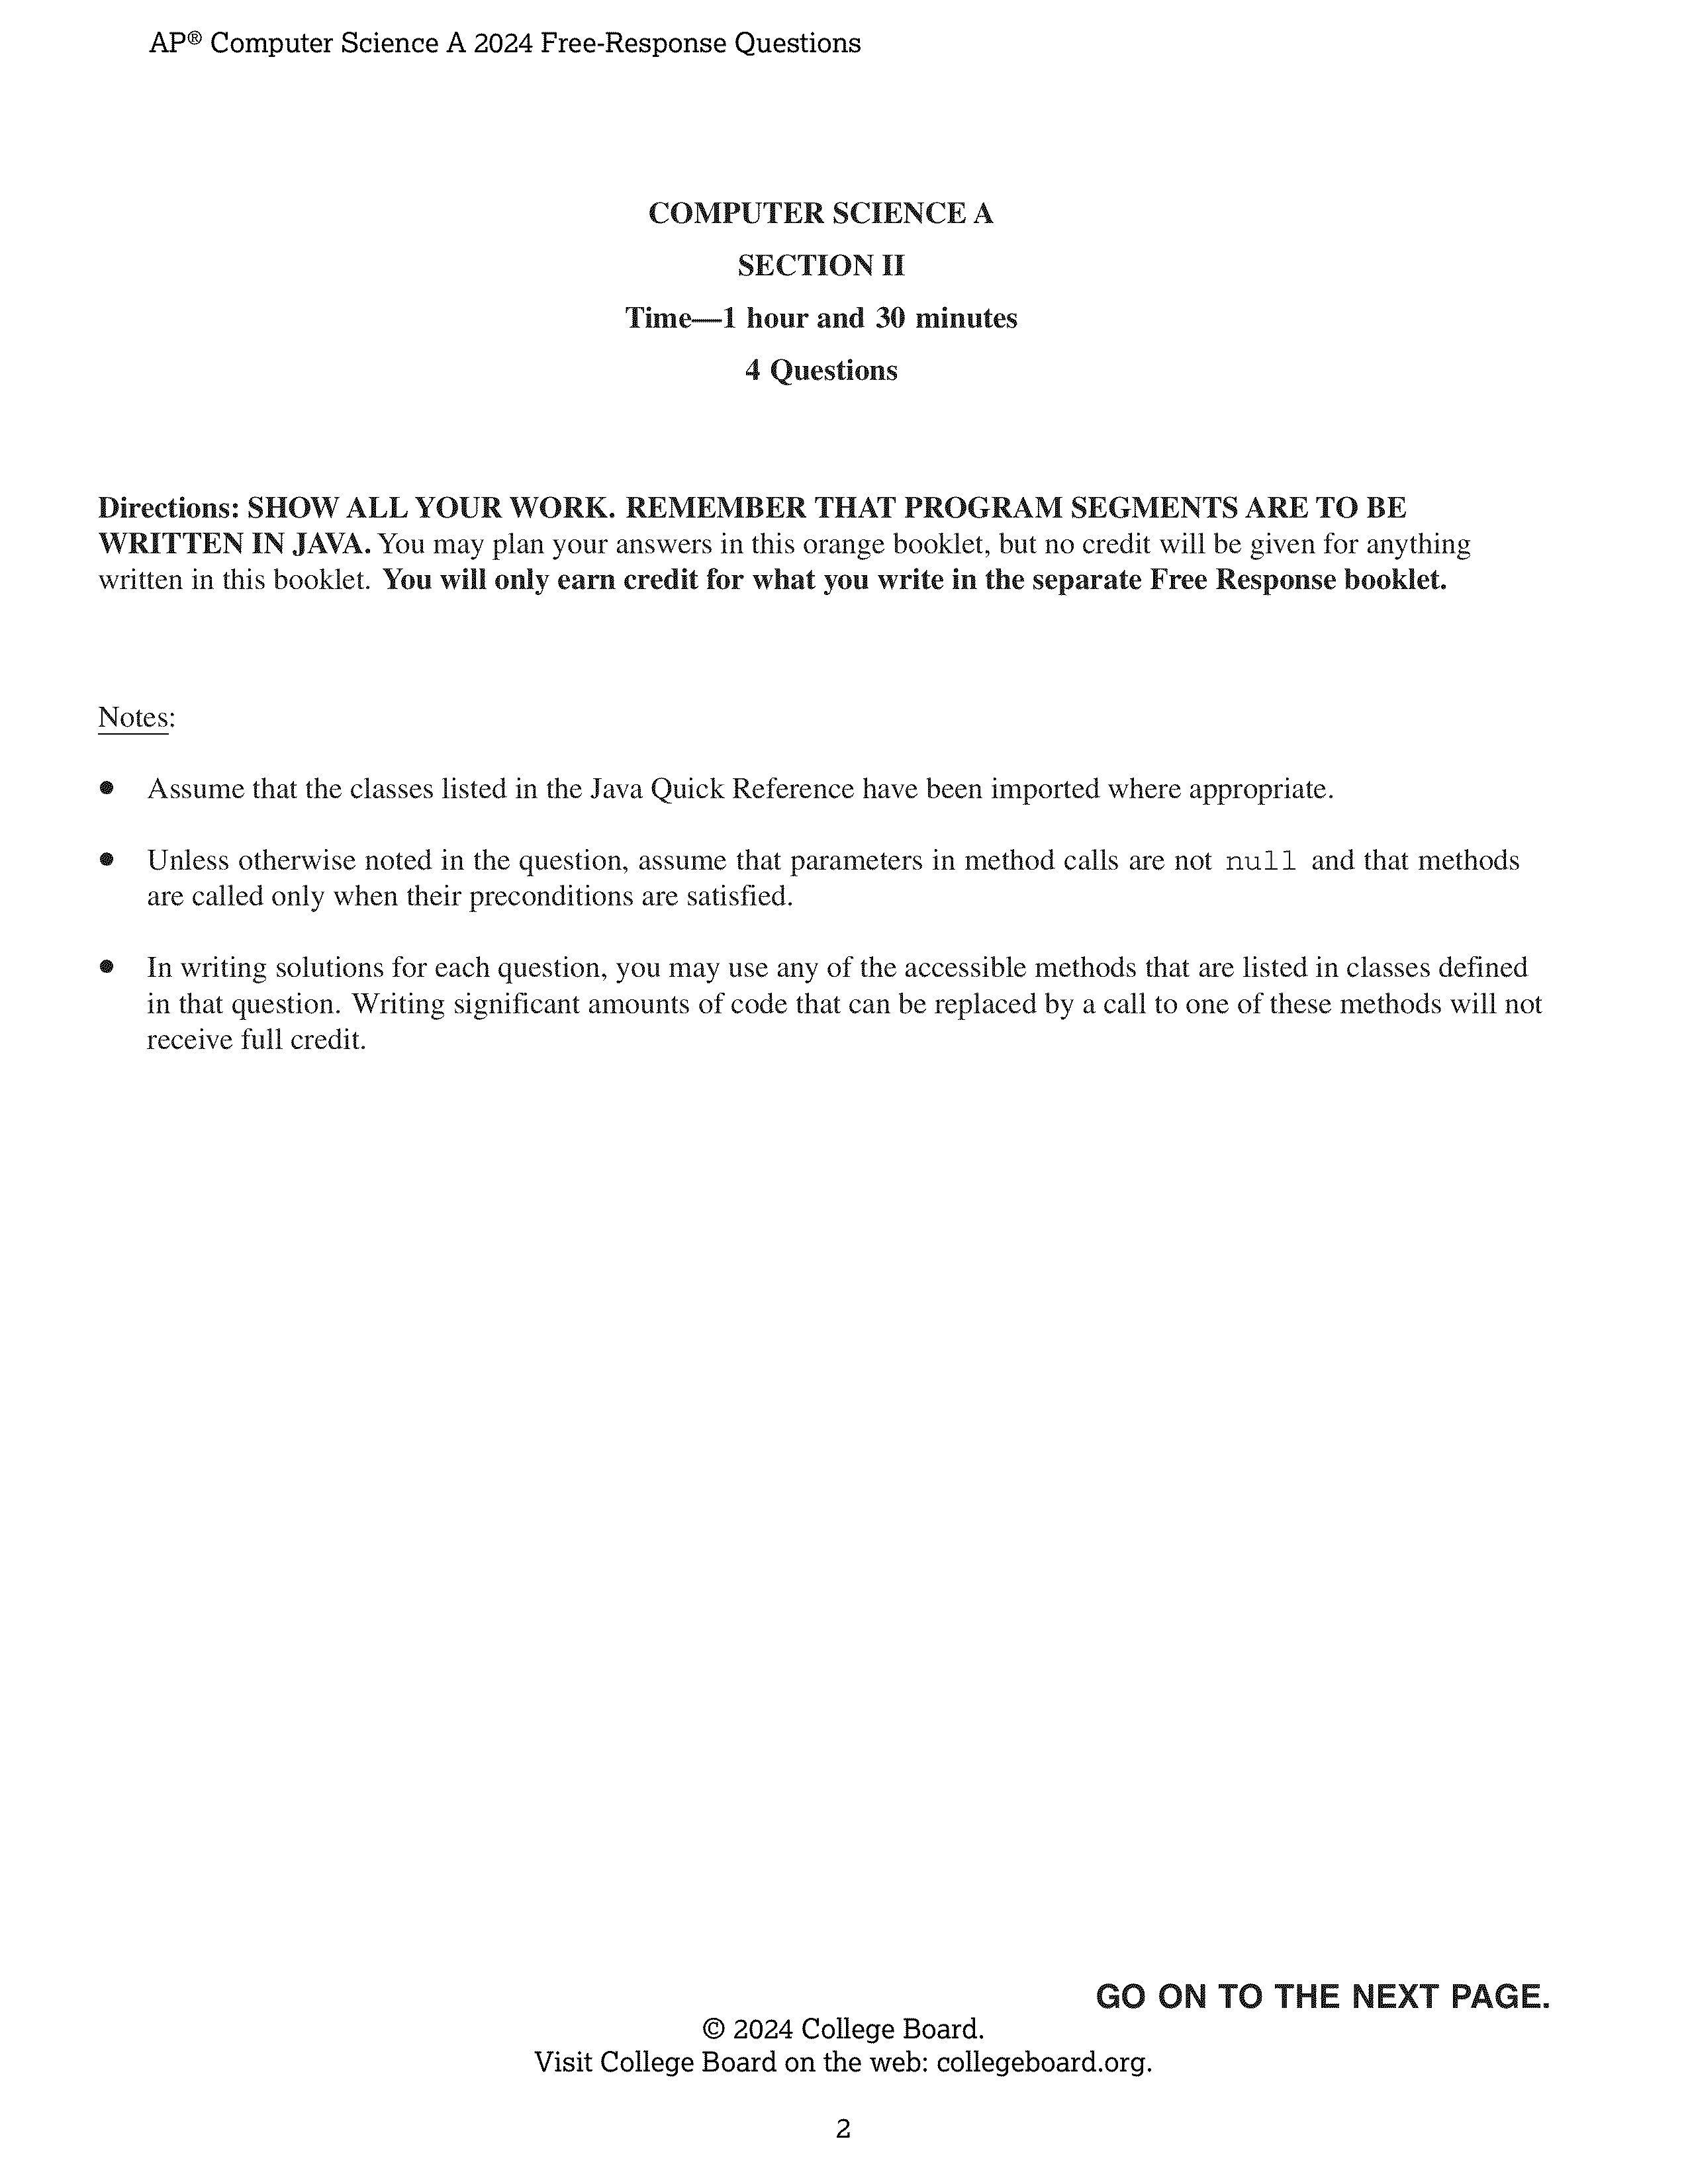 AP® Computer Science A 2024 Free-Response Questions
COMPUTER SCIENCE A
SECTION II
Time—1 hour and 30 minutes
4 Questions
Directions: SHOW ALL YOUR WORK. REMEMBER THAT PROGRAM SEGMENTS ARE TO BE
WRITTEN IN JAVA. You may plan your answers in this orange booklet, but no credit will be given for anything
written in this booklet. You will only earn credit for what you write in the separate Free Response booklet.
Notes:
● Assume that the classes listed in the Java Quick Reference have been imported where appropriate.
● Unless otherwise noted in the question, assume that parameters in method calls are not null and that methods
are called only when their preconditions are satisfied.
● In writing solutions for each question, you may use any of the accessible methods that are listed in classes defined
in that question. Writing significant amounts of code that can be replaced by a call to one of these methods will not
receive full credit.
GO ON TO THE NEXT PAGE.
© 2024 College Board.
Visit College Board on the web: collegeboard.org.
2